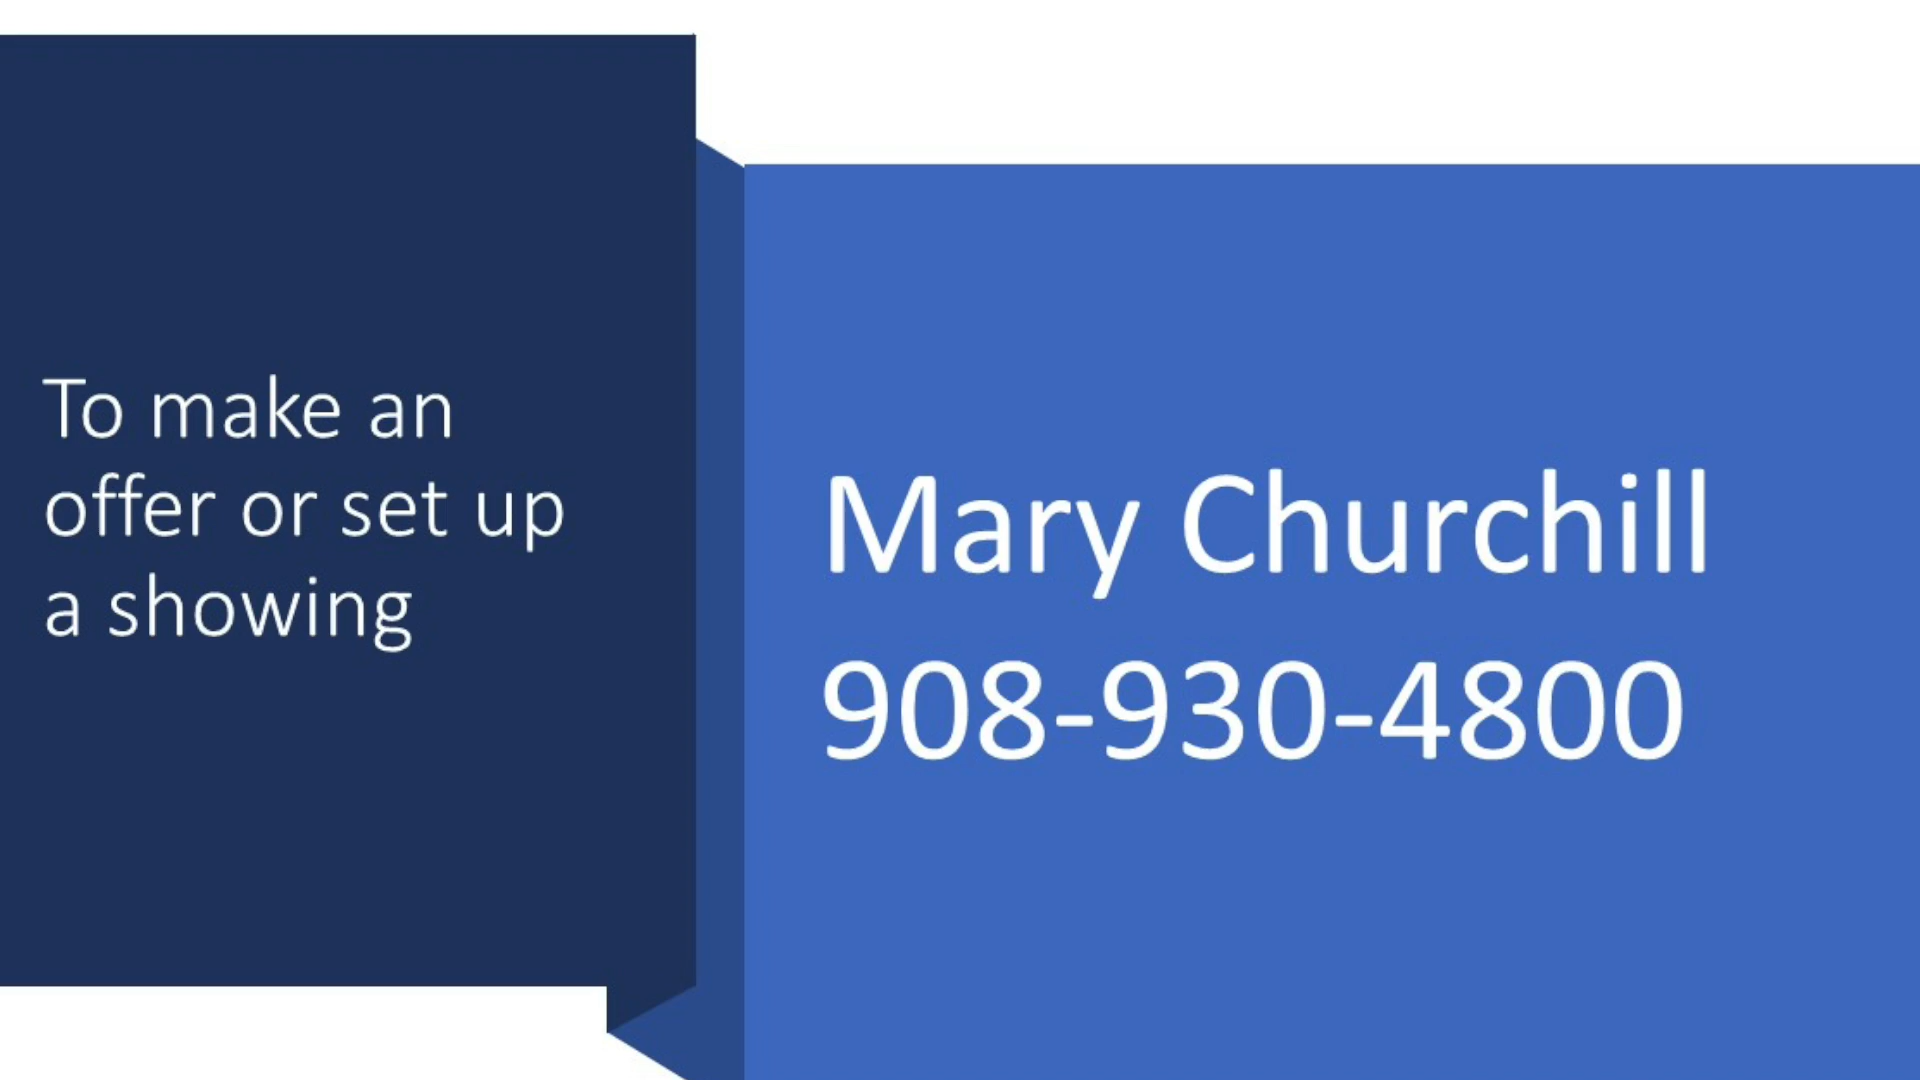 To make an
offer or set up
a showing
Mary Churchill
908-930-4800